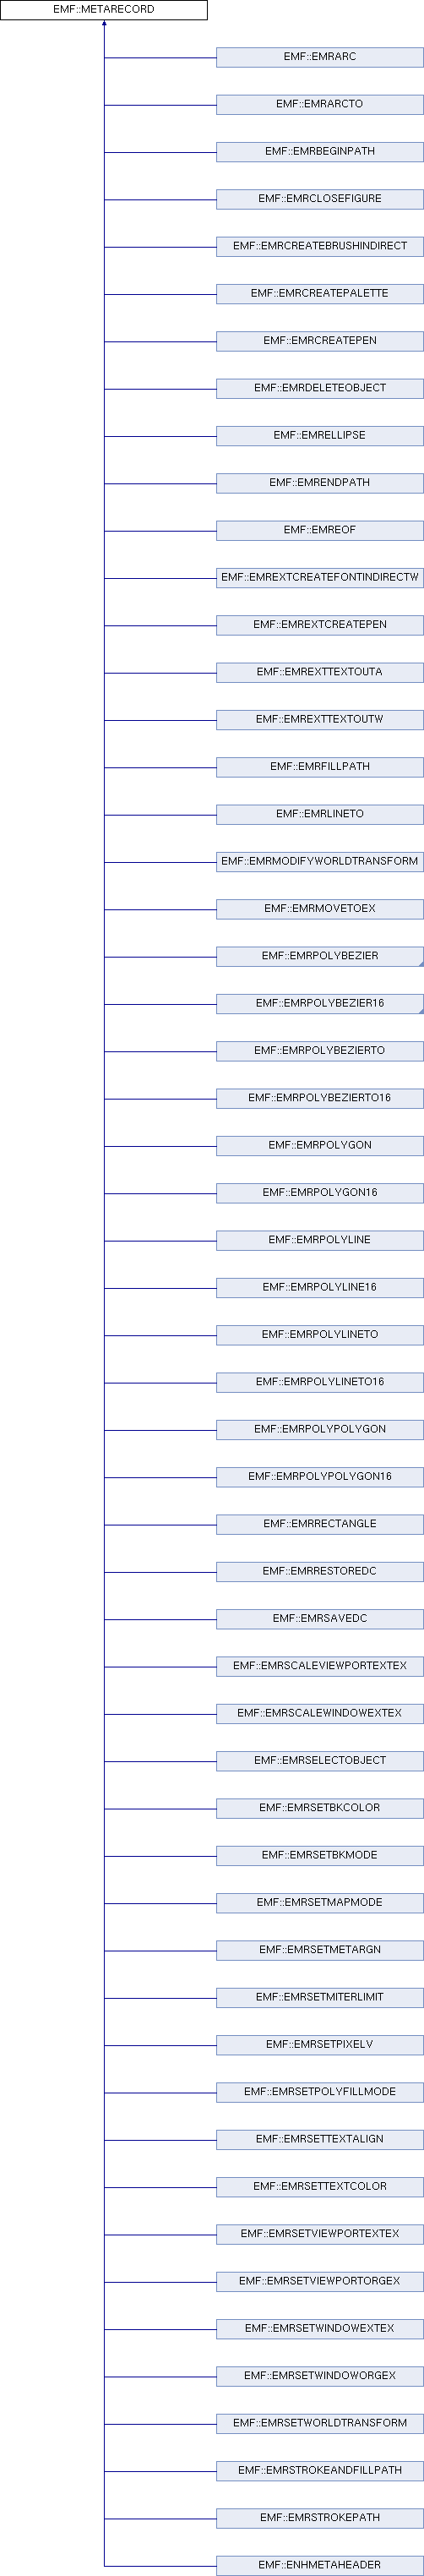 EMF::METARECORD
EMF::EMRARC
EMF::EMRARCTO
EMF::EMRBEGINPATH
EMF::EMRCLOSEFIGURE
EMF::EMRCREATEBRUSHINDIRECT
EMF::EMRCREATEPALETTE
EMF::EMRCREATEPEN
EMF::EMRDELETEOBJECT
EMF::EMRELLIPSE
EMF::EMRENDPATH
EMF::EMREOF
EMF::EMREXTCREATEFONTINDIRECTW
EMF::EMREXTCREATEPEN
EMF::EMREXTTEXTOUTA
EMF::EMREXTTEXTOUTW
EMF::EMRFILLPATH
EMF::EMRLINETO
EMF::EMRMODIFYWORLDTRANSFORM
EMF::EMRMOVETOEX
EMF::EMRPOLYBEZIER
EMF::EMRPOLYBEZIER16
EMF::EMRPOLYBEZIERTO
EMF::EMRPOLYBEZIERTO16
EMF::EMRPOLYGON
EMF::EMRPOLYGON16
EMF::EMRPOLYLINE
EMF::EMRPOLYLINE16
EMF::EMRPOLYLINETO
EMF::EMRPOLYLINETO16
EMF::EMRPOLYPOLYGON
EMF::EMRPOLYPOLYGON16
EMF::EMRRECTANGLE
EMF::EMRRESTOREDC
EMF::EMRSAVEDC
EMF::EMRSCALEVIEWPORTEXTEX
EMF::EMRSCALEWINDOWEXTEX
EMF::EMRSELECTOBJECT
EMF::EMRSETBKCOLOR
EMF::EMRSETBKMODE
EMF::EMRSETMAPMODE
EMF::EMRSETMETARGN
EMF::EMRSETMITERLIMIT
EMF::EMRSETPIXELV
EMF::EMRSETPOLYFILLMODE
EMF::EMRSETTEXTALIGN
EMF::EMRSETTEXTCOLOR
EMF::EMRSETVIEWPORTEXTEX
EMF::EMRSETVIEWPORTORGEX
EMF::EMRSETWINDOWEXTEX
EMF::EMRSETWINDOWORGEX
EMF::EMRSETWORLDTRANSFORM
EMF::EMRSTROKEANDFILLPATH
EMF::EMRSTROKEPATH
EMF::ENHMETAHEADER